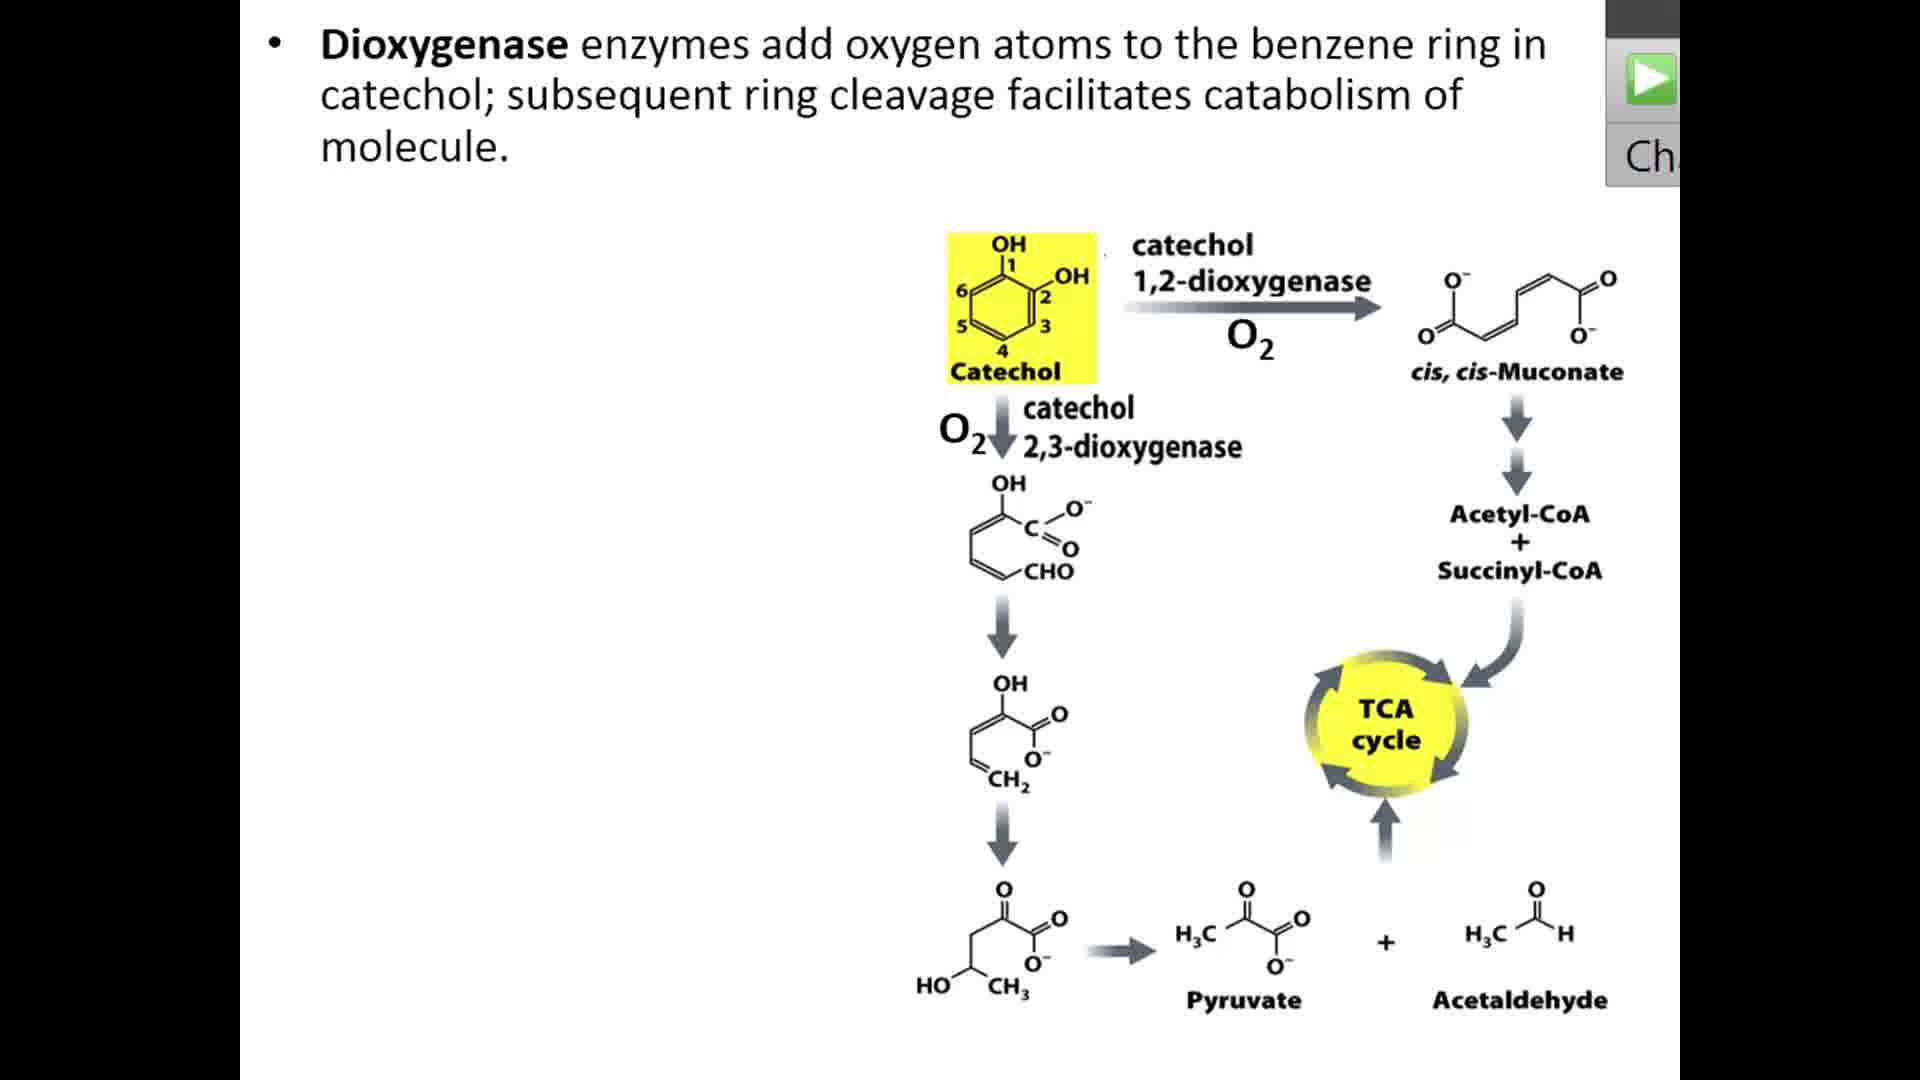 • Dioxygenase enzymes add oxygen atoms to the benzene ring in
catechol; subsequent ring cleavage facilitates catabolism of
molecule.
Ch
OH
1
OH
6
2
5
3
4
Catechol
catechol
1,2-dioxygenase
O2
O-
O
O
O-
cis, cis-Muconate
O2
catechol
2,3-dioxygenase
OH
O-
C
O
CHO
Acetyl-CoA
+
Succinyl-CoA
OH
O
O-
CH2
TCA
cycle
O
O
O-
HO
CH3
O
H3C
O
O-
Pyruvate
+
O
H3C
H
Acetaldehyde